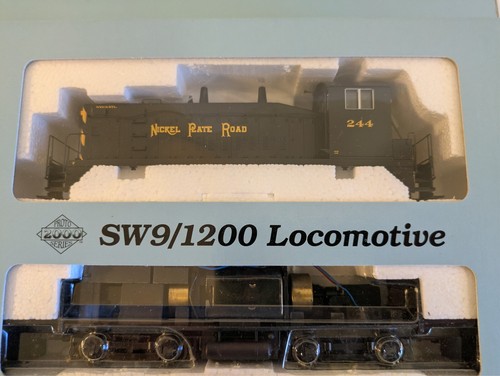 NICKEL PLATE ROAD
244
PROTO
2000
SERIES
SW9/1200 Locomotive